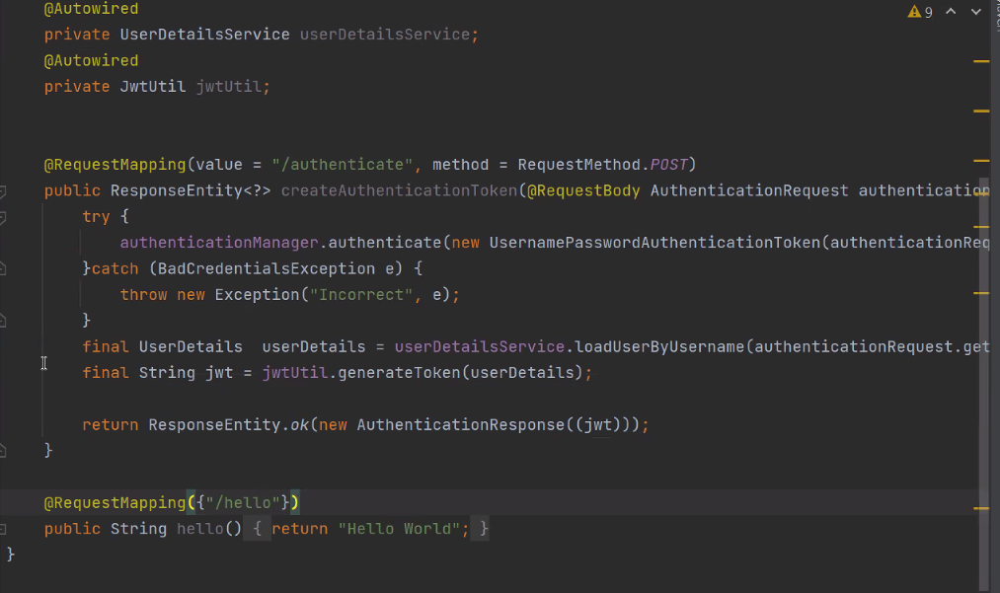 @Autowired
9
private UserDetailsService userDetailsService;
@Autowired
private JwtUtil jwtUtil;
@RequestMapping(value = "/authenticate", method = RequestMethod.POST)
public ResponseEntity<?> createAuthenticationToken(@RequestBody AuthenticationRequest authentication
try {
authenticationManager.authenticate(new UsernamePasswordAuthenticationToken(authenticationReq
}catch (BadCredentialsException e) {
throw new Exception("Incorrect", e);
}
final UserDetails  userDetails = userDetailsService.loadUserByUsername(authenticationRequest.get
final String jwt = jwtUtil.generateToken(userDetails);
return ResponseEntity.ok(new AuthenticationResponse((jwt)));
}
@RequestMapping({"/hello"})
public String hello() { return "Hello World"; }
}